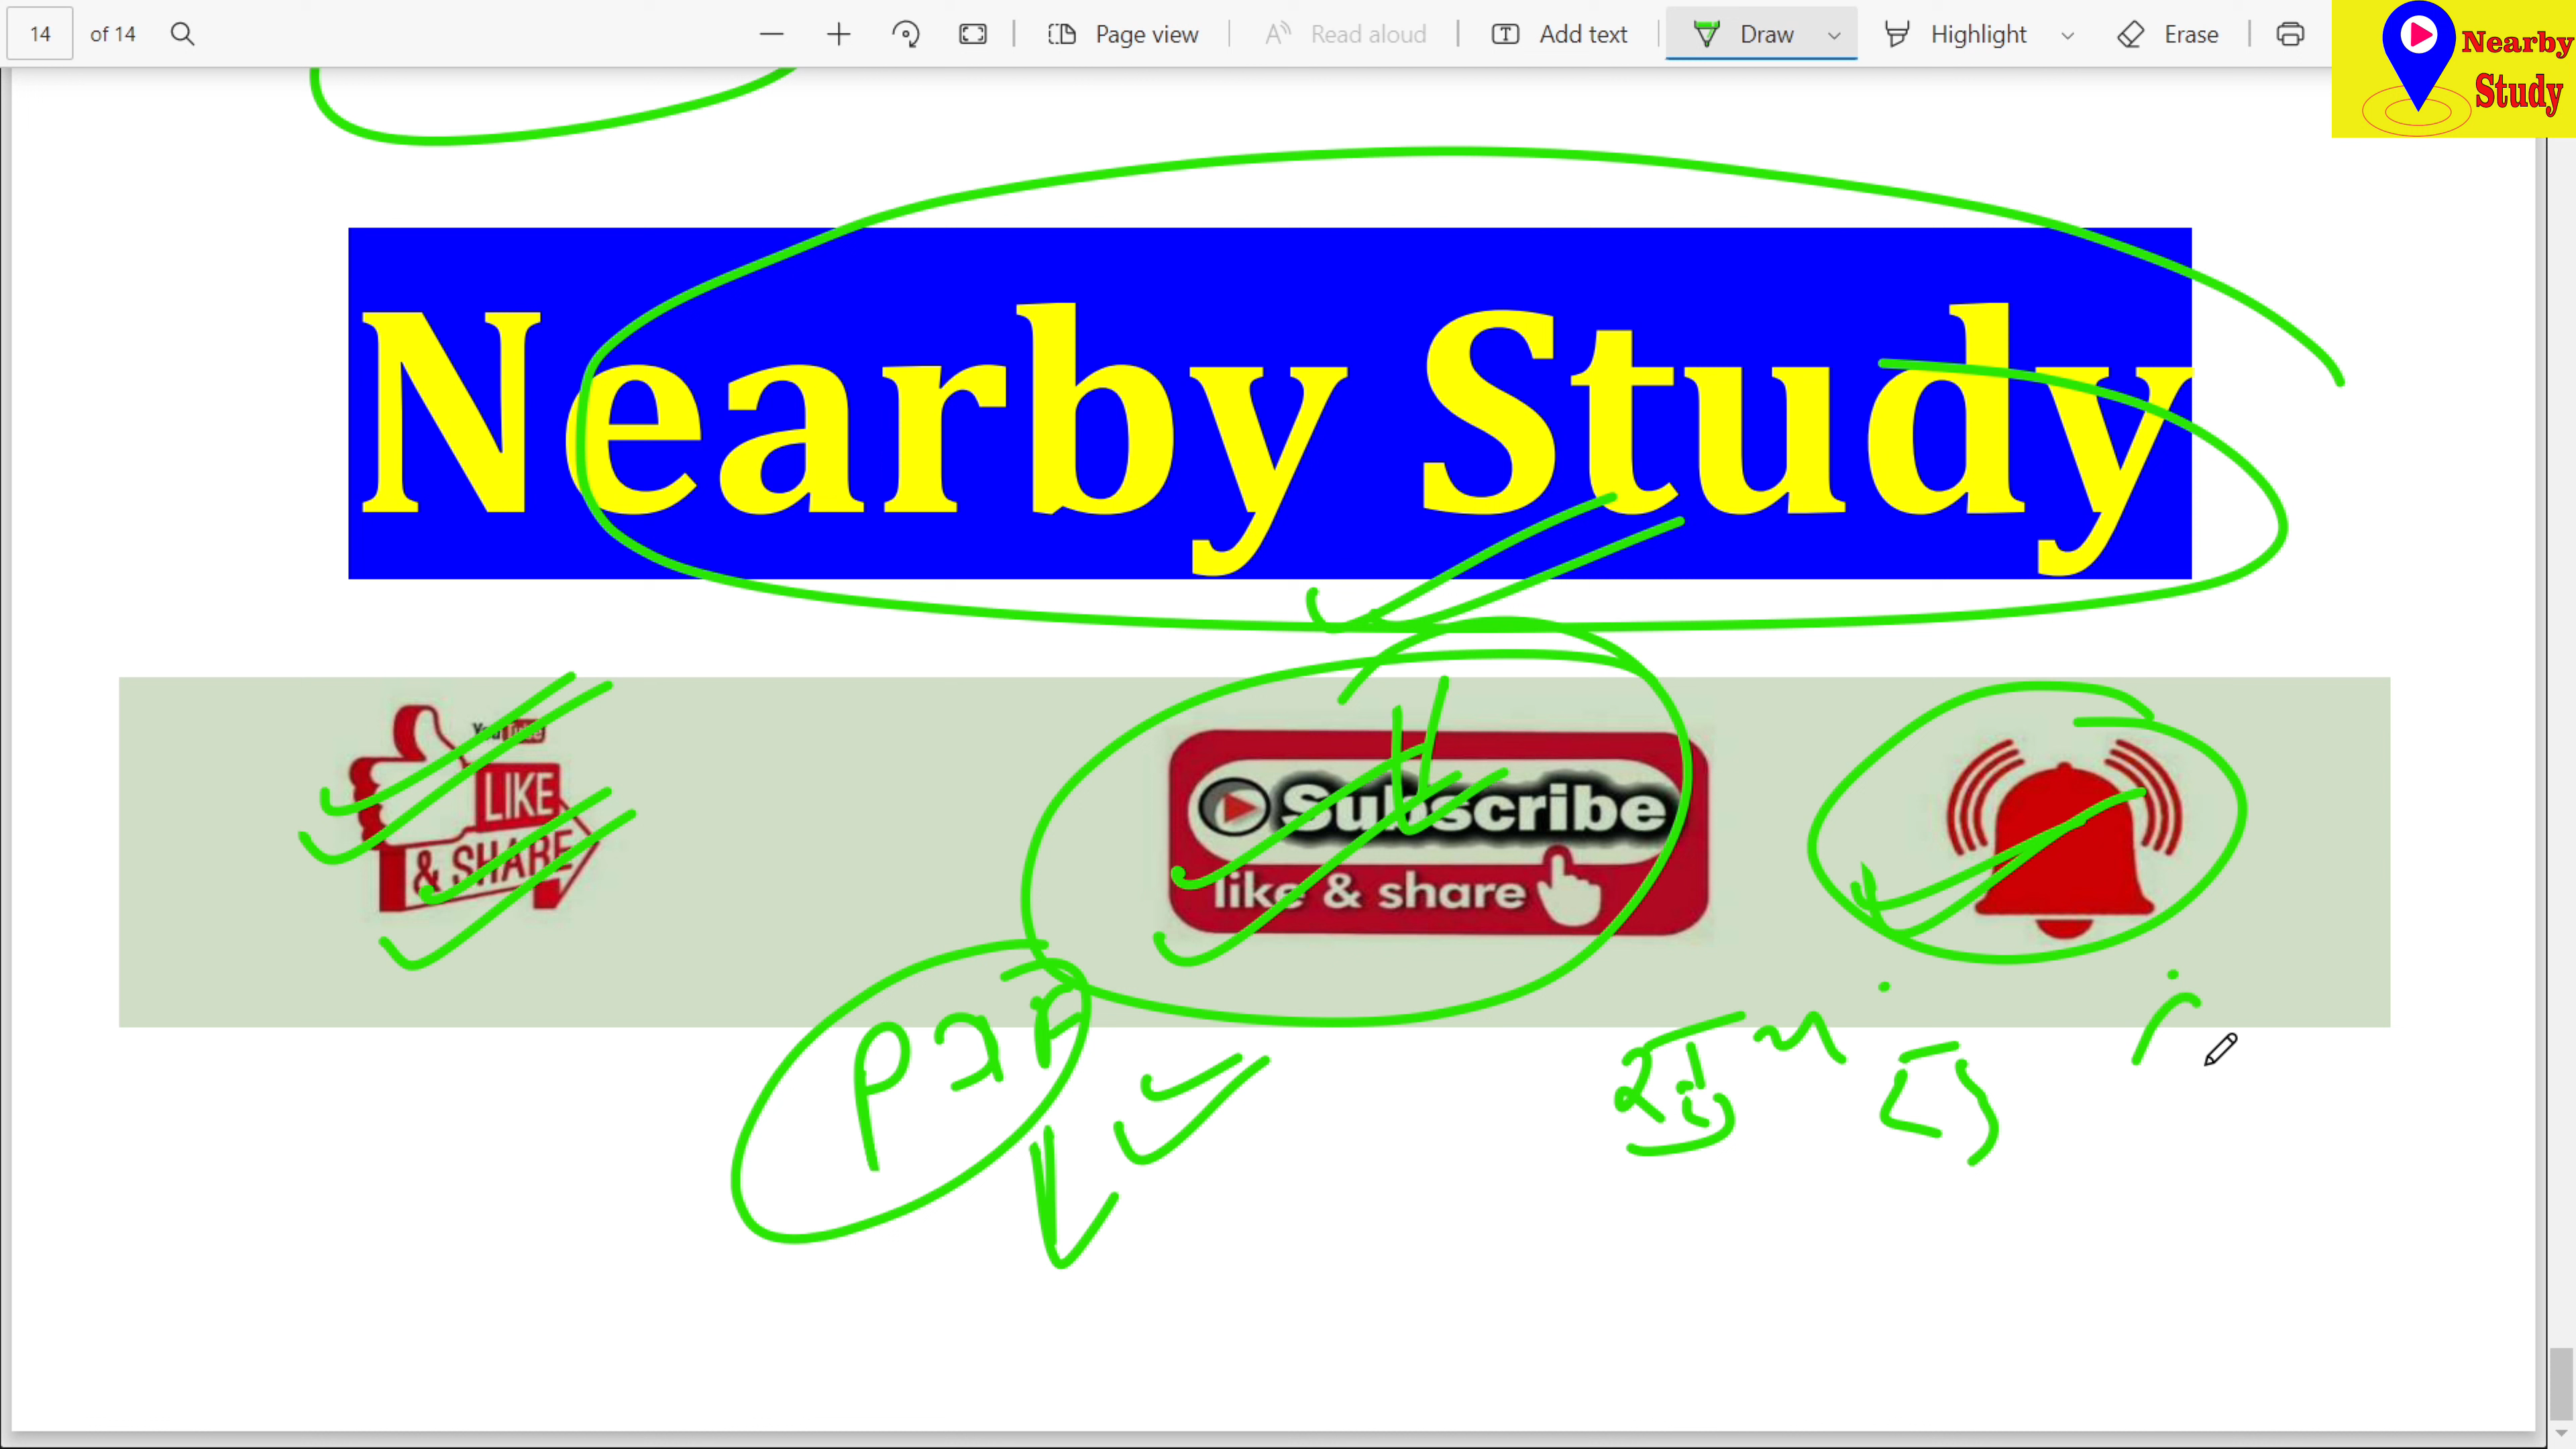 14 of 14 Page view Read aloud Add text Draw Highlight Erase
Nearby
Study
Nearby Study
YouTube
LIKE
& SHARE
Subscribe
like & share